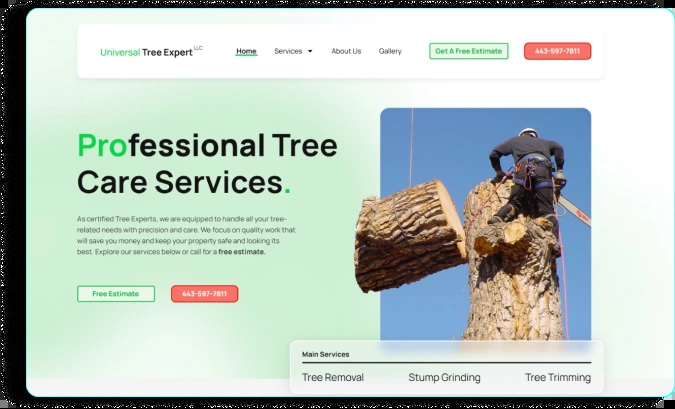 Universal Tree Expert LLC
Home Services About Us Gallery Get A Free Estimate 443-597-7811
Professional Tree
Care Services.
As certified Tree Experts, we are equipped to handle all your tree-
related needs with precision and care. We focus on quality work that
will save you money and keep your property safe and looking its
best. Explore our services below or call for a free estimate.
Free Estimate 443-597-7811
Main Services
Tree Removal Stump Grinding Tree Trimming